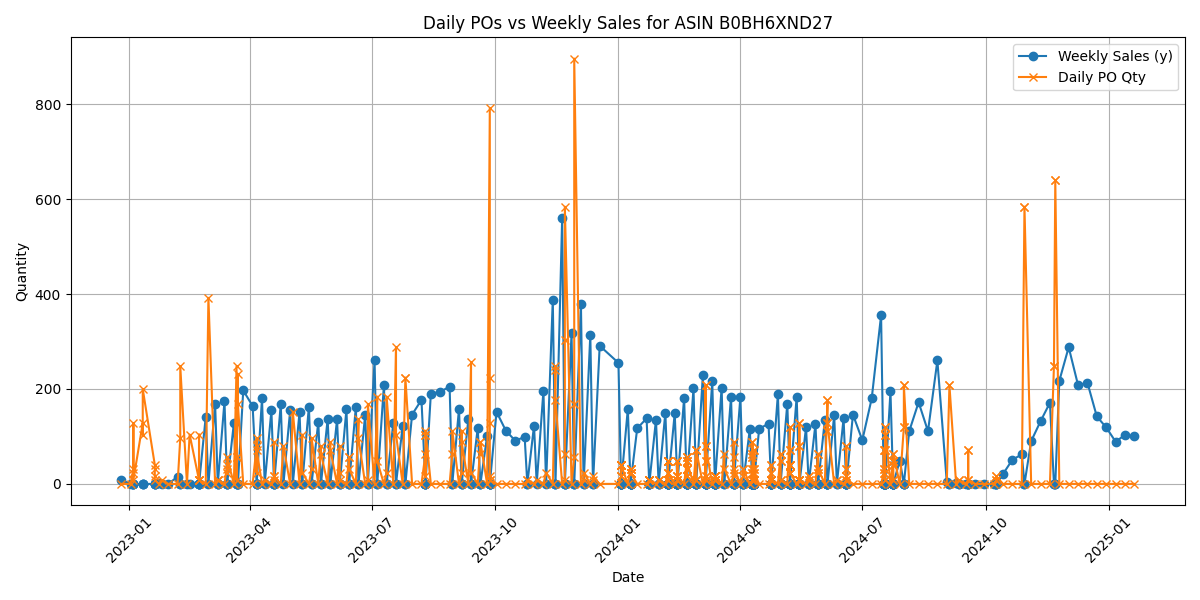 Daily POs vs Weekly Sales for ASIN B0BH6XND27
Weekly Sales (y)
Daily PO Qty
Quantity
800
600
400
200
0
2023-01
2023-04
2023-07
2023-10
2024-01
2024-04
2024-07
2024-10
2025-01
Date